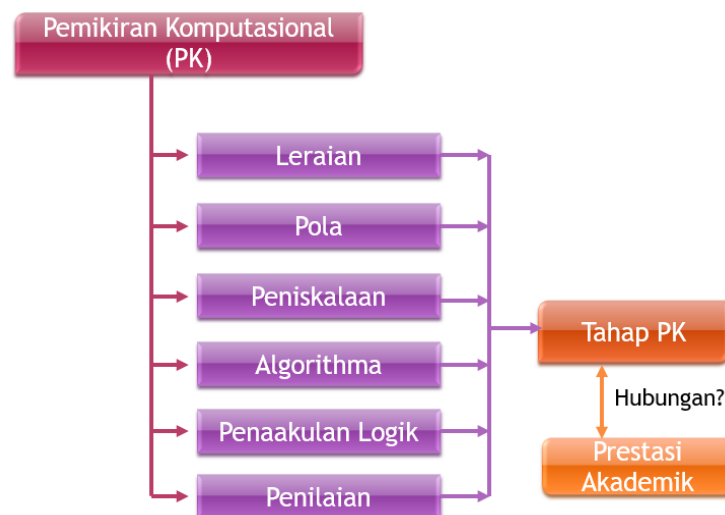 Pemikiran Komputasional
(PK)
Leraian
Pola
Peniskalaan
Algorithma
Penaakulan Logik
Penilaian
Tahap PK
Hubungan?
Prestasi
Akademik